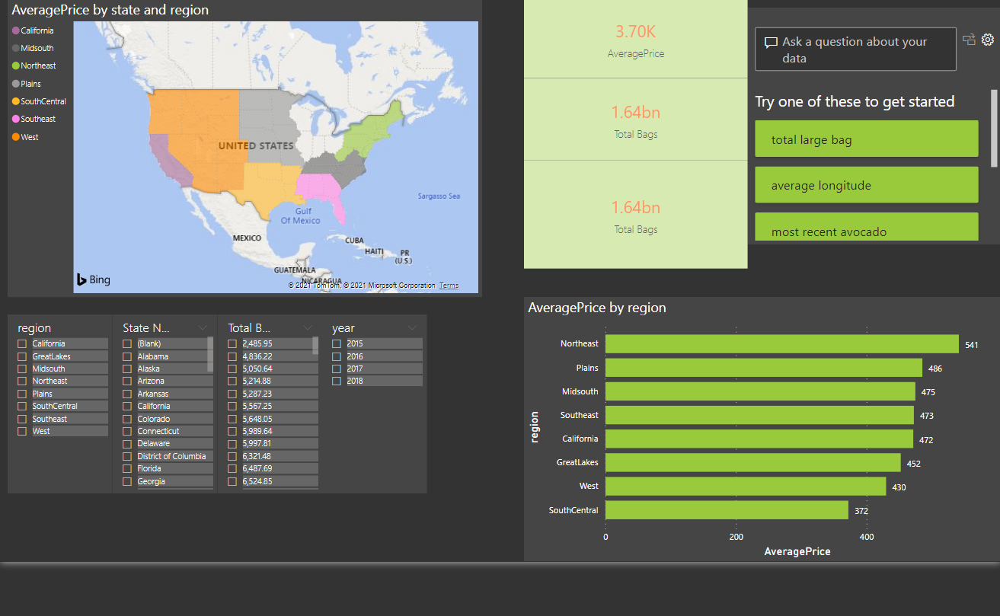 AveragePrice by state and region
California
Midsouth
Northeast
Plains
SouthCentral
Southeast
West
UNITED STATES
Sargasso Sea
Gulf
Of Mexico
MEXICO
CUBA
HAITI
PR
(U.S.)
GUATEMALA
NICARAGUA
Bing
© 2021 TomTom, © 2021 Microsoft Corporation Terms
3.70K
AveragePrice
1.64bn
Total Bags
1.64bn
Total Bags
Ask a question about your
data
Try one of these to get started
total large bag
average longitude
most recent avocado
region
California
GreatLakes
Midsouth
Northeast
Plains
SouthCentral
Southeast
West
State N...
(Blank)
Alabama
Alaska
Arizona
Arkansas
California
Colorado
Connecticut
Delaware
District of Columbia
Florida
Georgia
Total B...
2,485.95
4,836.22
5,050.64
5,214.88
5,287.23
5,567.25
5,648.05
5,989.64
5,997.81
6,321.48
6,487.69
6,524.85
year
2015
2016
2017
2018
AveragePrice by region
region
Northeast 541
Plains 486
Midsouth 475
Southeast 473
California 472
GreatLakes 452
West 430
SouthCentral 372
0 200 400
AveragePrice